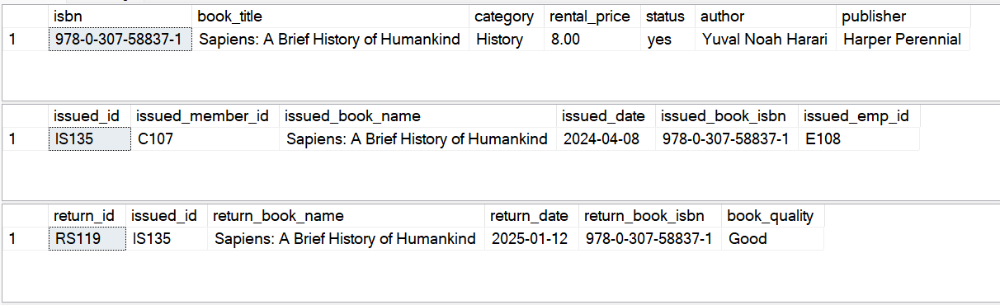 isbn book_title category rental_price status author publisher
1 978-0-307-58837-1 Sapiens: A Brief History of Humankind History 8.00 yes Yuval Noah Harari Harper Perennial
issued_id issued_member_id issued_book_name issued_date issued_book_isbn issued_emp_id
1 IS135 C107 Sapiens: A Brief History of Humankind 2024-04-08 978-0-307-58837-1 E108
return_id issued_id return_book_name return_date return_book_isbn book_quality
1 RS119 IS135 Sapiens: A Brief History of Humankind 2025-01-12 978-0-307-58837-1 Good